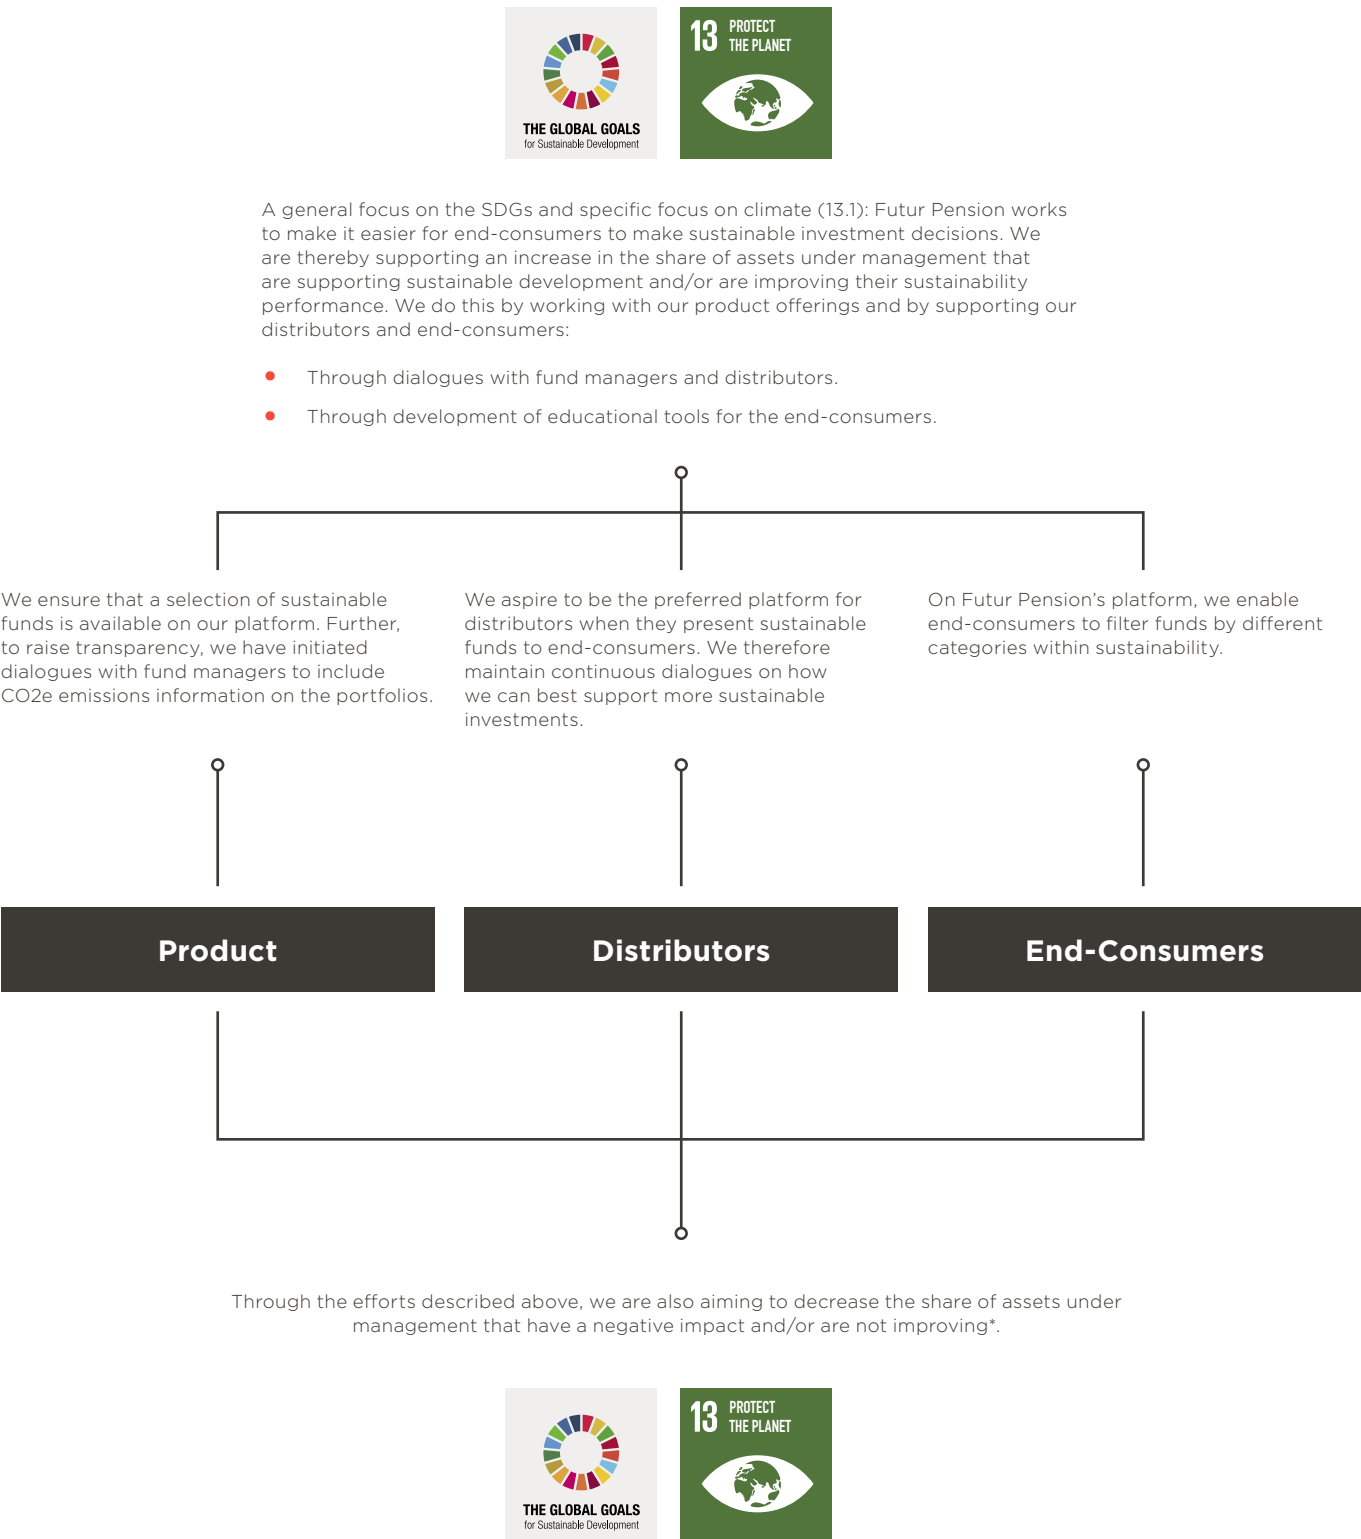 THE GLOBAL GOALS
for Sustainable Development
13 PROTECT
THE PLANET
A general focus on the SDGs and specific focus on climate (13.1): Futur Pension works
to make it easier for end-consumers to make sustainable investment decisions. We
are thereby supporting an increase in the share of assets under management that
are supporting sustainable development and/or are improving their sustainability
performance. We do this by working with our product offerings and by supporting our
distributors and end-consumers:
• Through dialogues with fund managers and distributors.
• Through development of educational tools for the end-consumers.
We ensure that a selection of sustainable
funds is available on our platform. Further,
to raise transparency, we have initiated
dialogues with fund managers to include
CO2e emissions information on the portfolios.
We aspire to be the preferred platform for
distributors when they present sustainable
funds to end-consumers. We therefore
maintain continuous dialogues on how
we can best support more sustainable
investments.
On Futur Pension’s platform, we enable
end-consumers to filter funds by different
categories within sustainability.
Product
Distributors
End-Consumers
Through the efforts described above, we are also aiming to decrease the share of assets under
management that have a negative impact and/or are not improving*.
THE GLOBAL GOALS
for Sustainable Development
13 PROTECT
THE PLANET